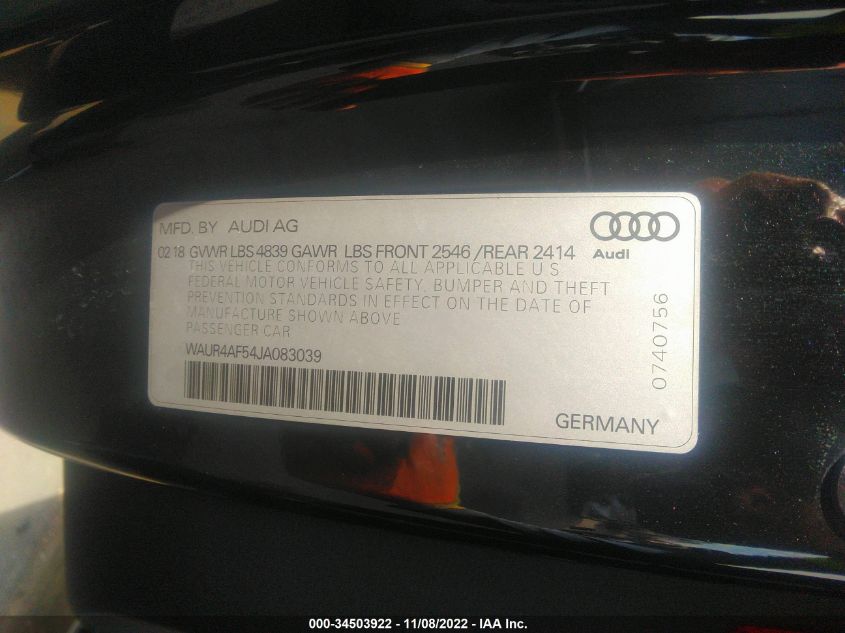 MFD. BY AUDI AG
02 18 GVWR LBS 4839 GAWR LBS FRONT 2546 /REAR 2414
Audi
THIS VEHICLE CONFORMS TO ALL APPLICABLE U S
FEDERAL MOTOR VEHICLE SAFETY, BUMPER AND THEFT
PREVENTION STANDARDS IN EFFECT ON THE DATE OF
MANUFACTURE SHOWN ABOVE
PASSENGER CAR
WAUR4AF54JA083039
GERMANY
0740756
000-34503922 - 11/08/2022 - IAA Inc.